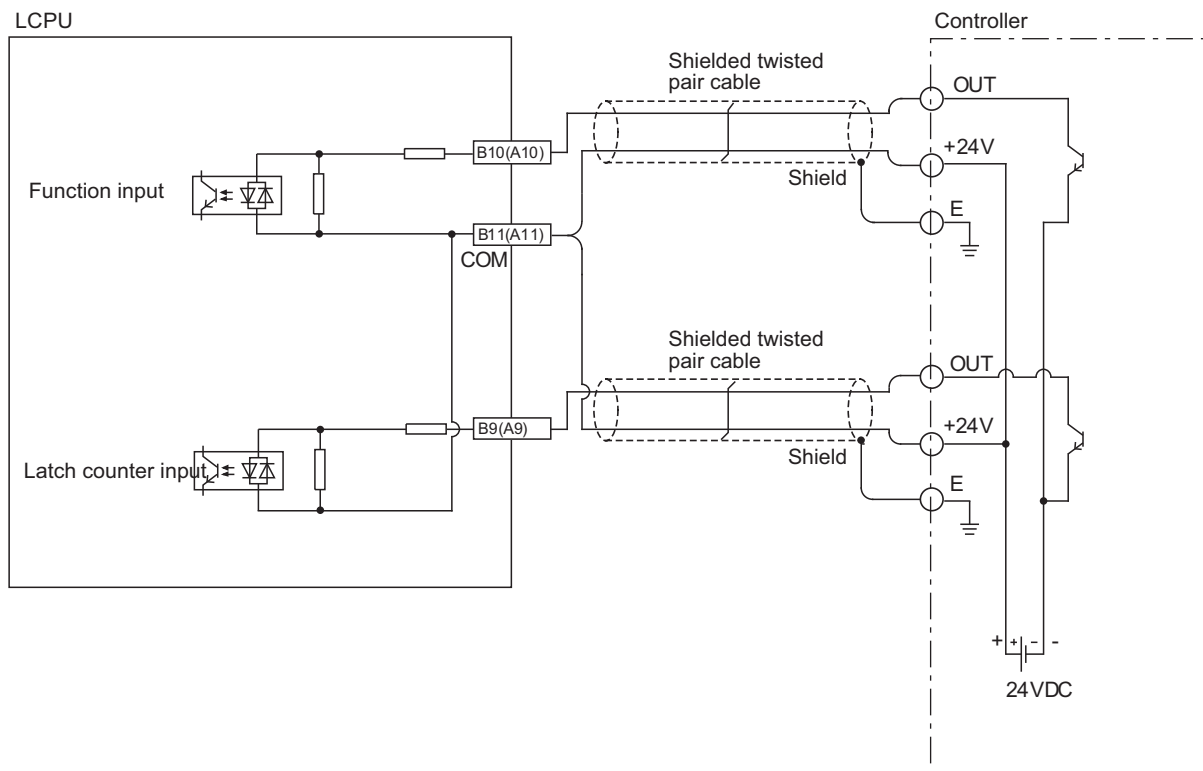 LCPU
Controller
Shielded twisted
pair cable
OUT
B10(A10)
+24V
Function input
Shield
E
B11(A11)
COM
Shielded twisted
pair cable
OUT
B9(A9)
+24V
Latch counter input
Shield
E
+ + - -
24VDC